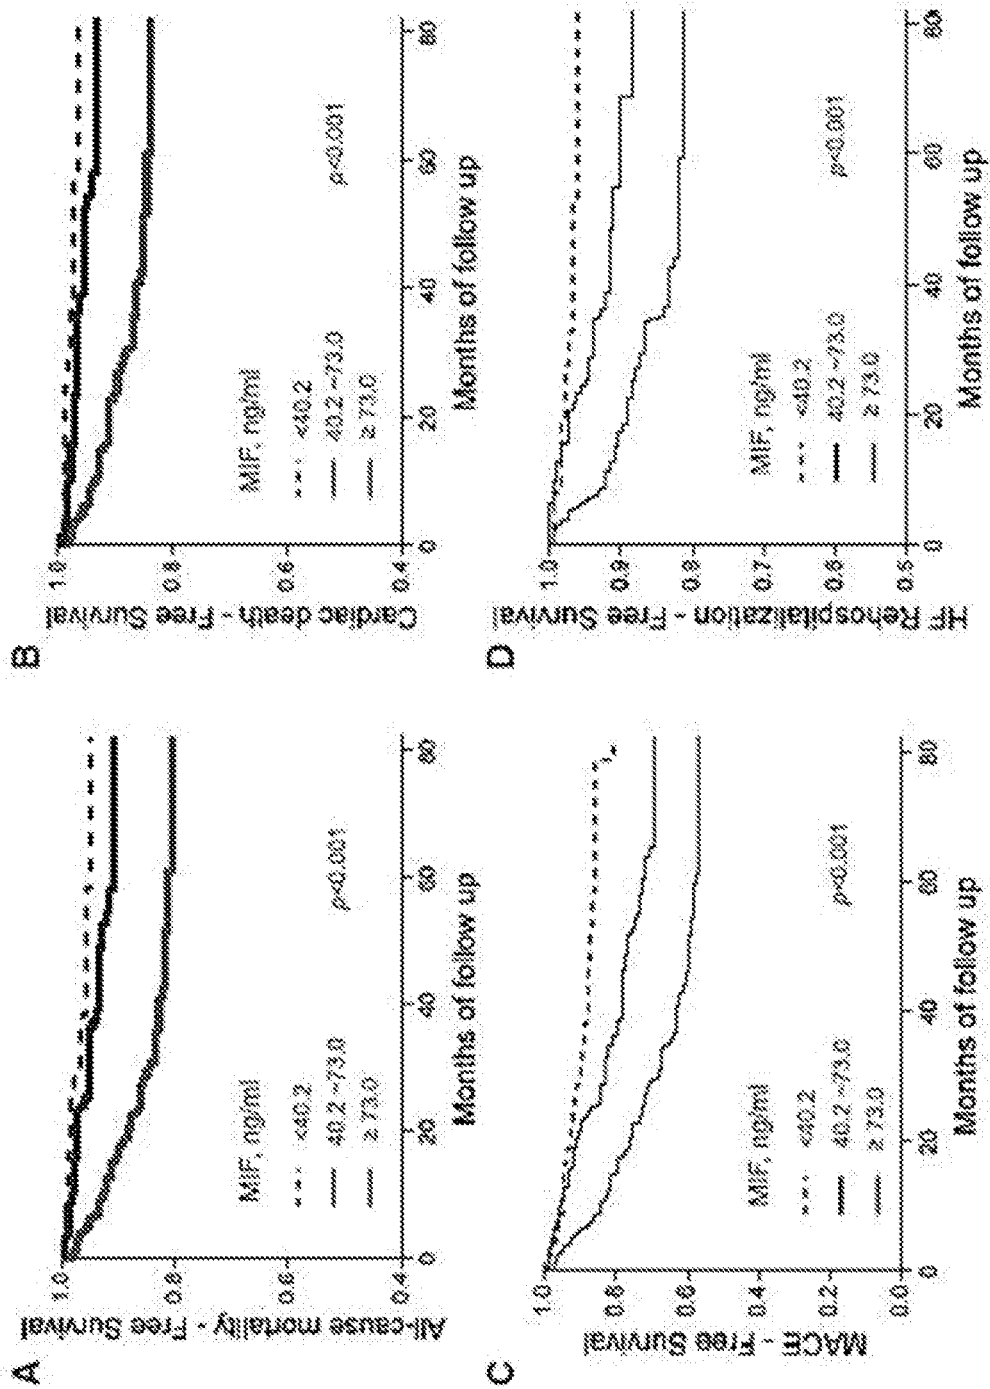 A
All-cause mortality - Free Survival
1.0
0.8
0.6
0.4
MIF, ng/ml
<40.2
40.2 ~73.0
≥ 73.0
p<0.001
0 20 40 60 80
Months of follow up
B
Cardiac death - Free Survival
1.0
0.8
0.6
0.4
MIF, ng/ml
<40.2
40.2 ~73.0
≥ 73.0
p<0.001
0 20 40 60 80
Months of follow up
C
MACE - Free Survival
1.0
0.8
0.6
0.4
0.2
0.0
MIF, ng/ml
<40.2
40.2 ~73.0
≥ 73.0
p<0.001
0 20 40 60 80
Months of follow up
D
HF Rehospitalization - Free Survival
1.0
0.9
0.7
0.6
0.5
MIF, ng/ml
<40.2
40.2 ~73.0
≥ 73.0
p<0.001
0 20 40 60 80
Months of follow up